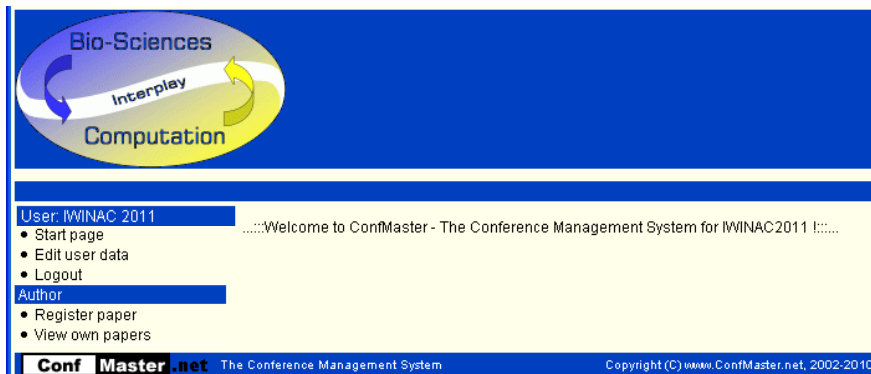 Bio-Sciences
Interplay
Computation
User: IWINAC 2011
...:::Welcome to ConfMaster - The Conference Management System for IWINAC2011 !:::...
Start page
Edit user data
Logout
Author
Register paper
View own papers
Conf Master.net The Conference Management System Copyright (C) www.ConfMaster.net, 2002-2010